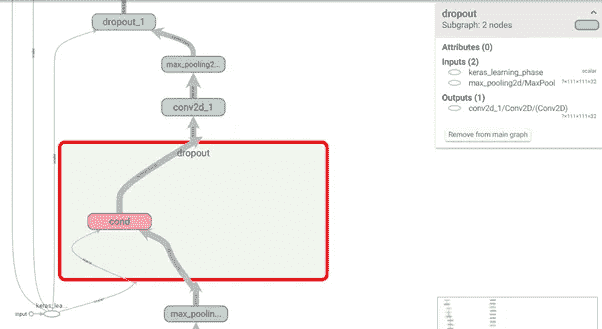 dropout_1
max_pooling2...
conv2d_1
dropout
cond
max_poolin...
keras_lea...
input
dropout
Subgraph: 2 nodes
Attributes (0)
Inputs (2)
keras_learning_phase scalar
max_pooling2d/MaxPool ?×111×111×32
Outputs (1)
conv2d_1/Conv2D/(Conv2D)
?×111×111×32
Remove from main graph